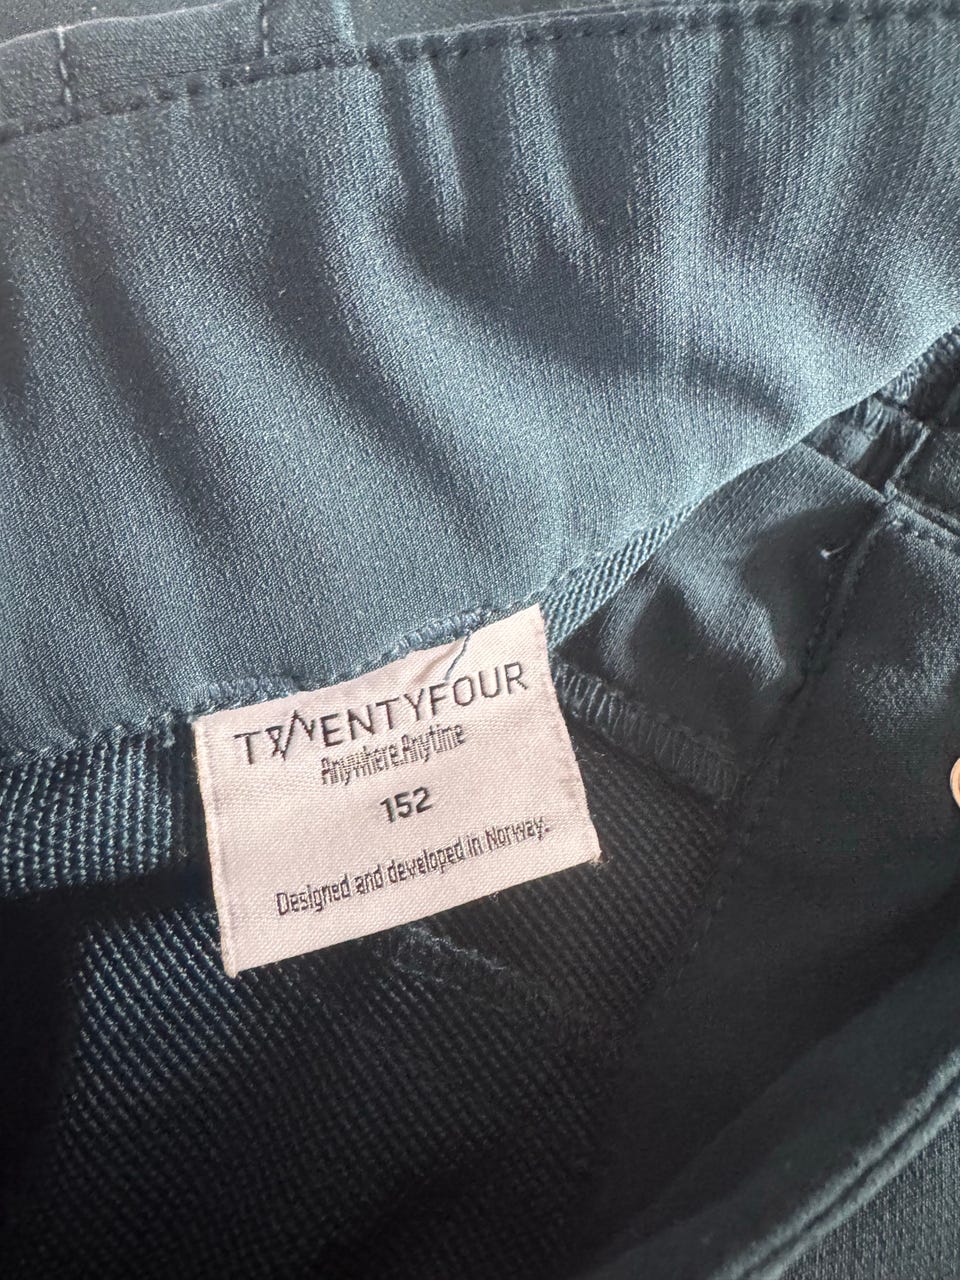 TWENTYFOUR
Anywhere.Anytime
152
Designed and developed in Norway.